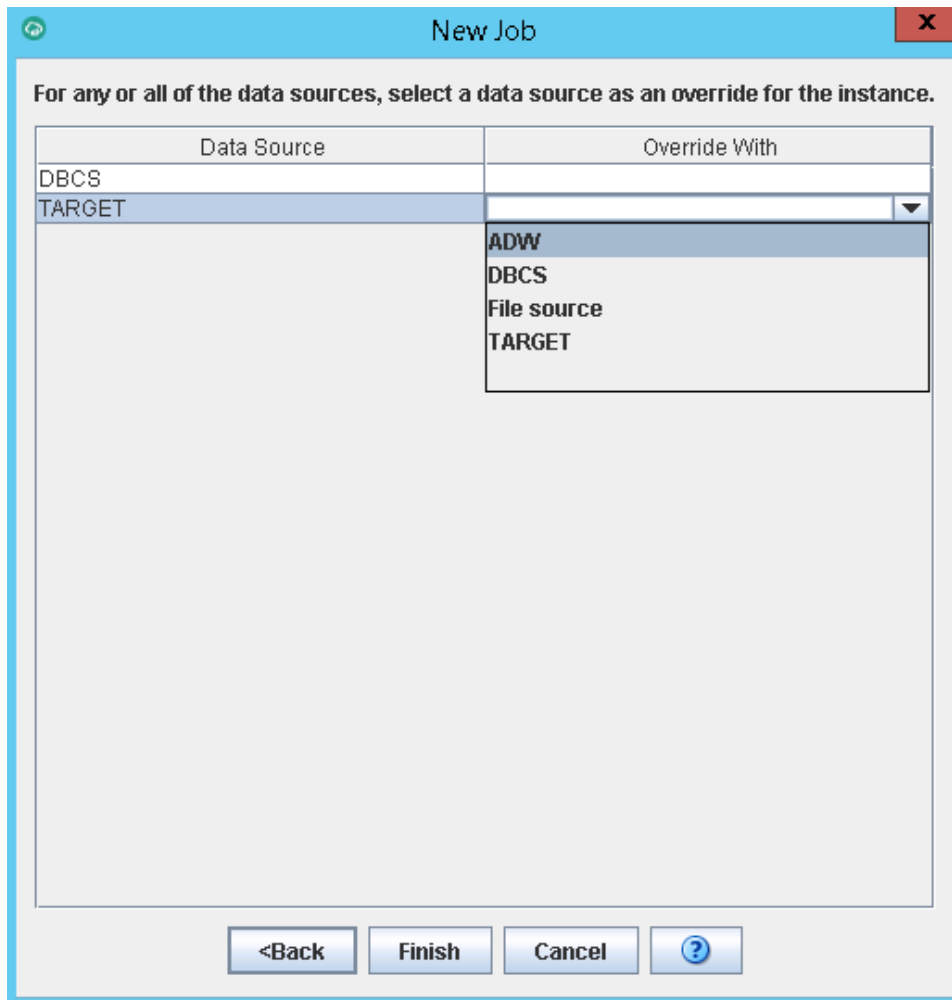 New Job
X
For any or all of the data sources, select a data source as an override for the instance.
Data Source Override With
DBCS
TARGET
ADW
DBCS
File source
TARGET
<Back Finish Cancel ?